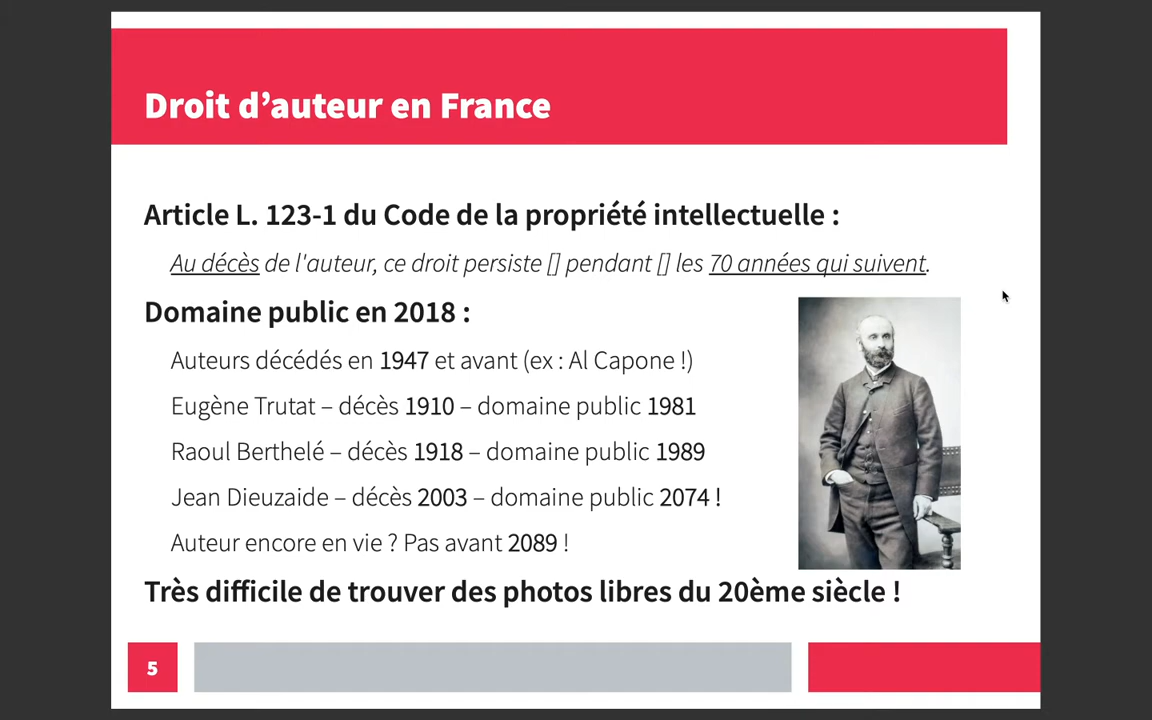 Droit d’auteur en France
Article L. 123-1 du Code de la propriété intellectuelle :
Au décès de l'auteur, ce droit persiste [] pendant [] les 70 années qui suivent.
Domaine public en 2018 :
Auteurs décédés en 1947 et avant (ex : Al Capone !)
Eugène Trutat – décès 1910 – domaine public 1981
Raoul Berthelé – décès 1918 – domaine public 1989
Jean Dieuzaide – décès 2003 – domaine public 2074 !
Auteur encore en vie ? Pas avant 2089 !
Très difficile de trouver des photos libres du 20ème siècle !
5